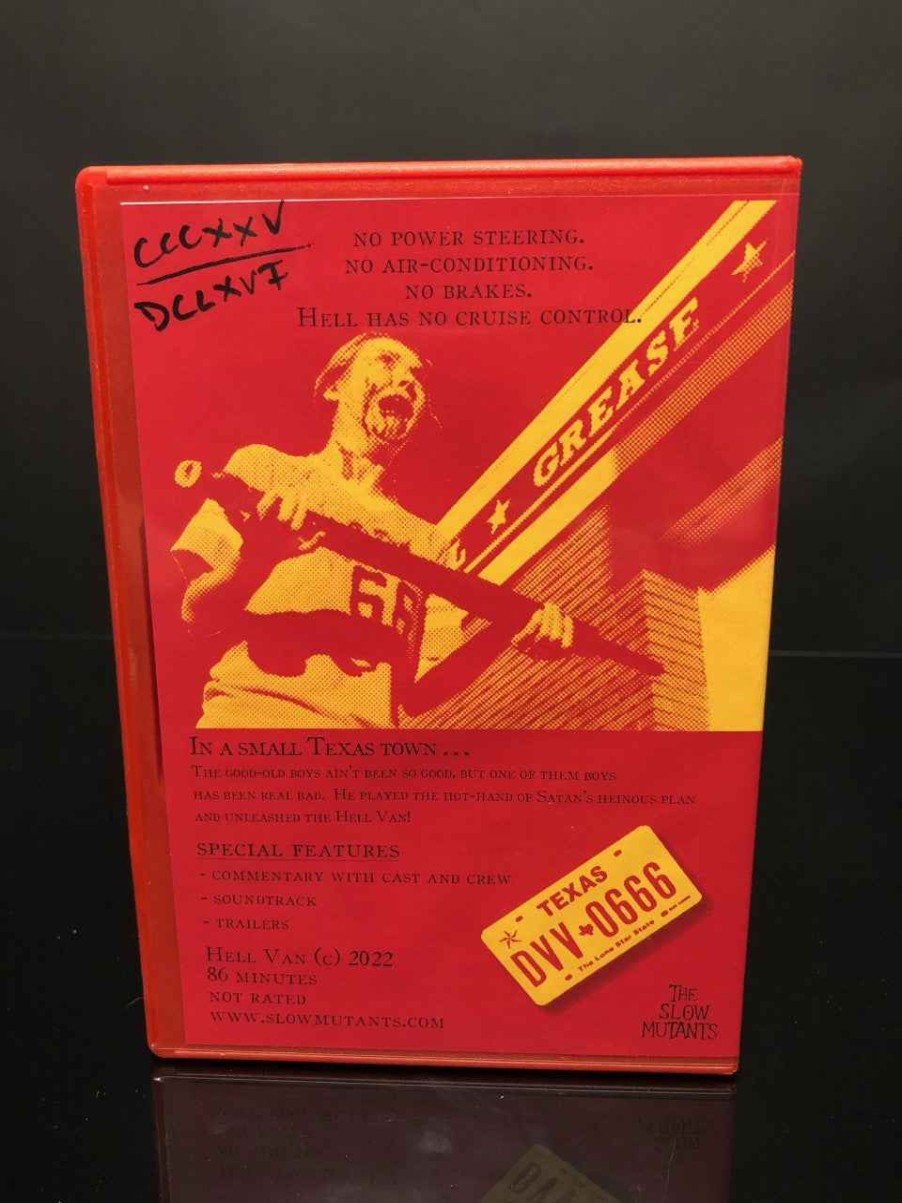 CCCXXV
DCLXVI
NO POWER STEERING.
NO AIR-CONDITIONING.
NO BRAKES.
HELL HAS NO CRUISE CONTROL.
GREASE
66
IN A SMALL TEXAS TOWN...
THE GOOD-OLD BOYS AIN'T BEEN SO GOOD, BUT ONE OF THEM BOYS
HAS BEEN REAL BAD. HE PLAYED THE HOT-HAND OF SATAN'S HEINOUS PLAN
AND UNLEASHED THE HELL VAN!
SPECIAL FEATURES
- COMMENTARY WITH CAST AND CREW
- SOUNDTRACK
- TRAILERS
TEXAS
DVV 0666
The Lone Star State
HELL VAN (C) 2022
86 MINUTES
NOT RATED
WWW.SLOWMUTANTS.COM
THE
SLOW
MUTANTS